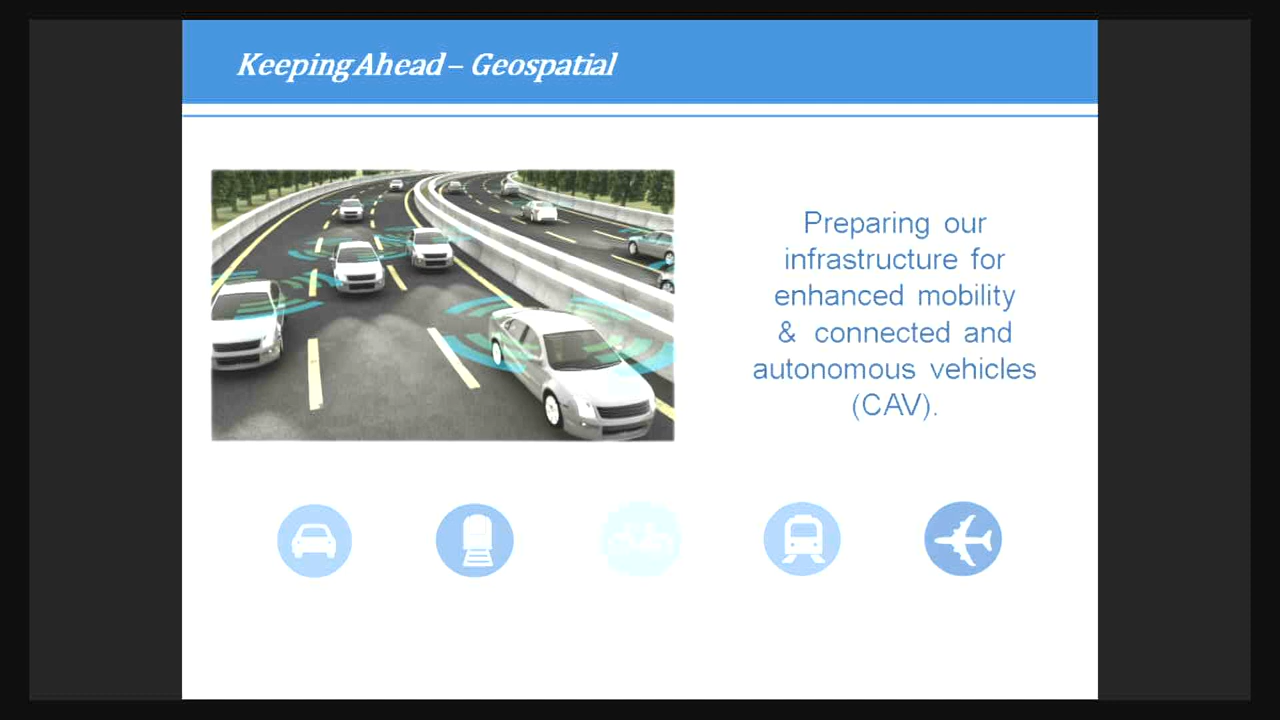 Keeping Ahead – Geospatial
Preparing our
infrastructure for
enhanced mobility
& connected and
autonomous vehicles
(CAV).